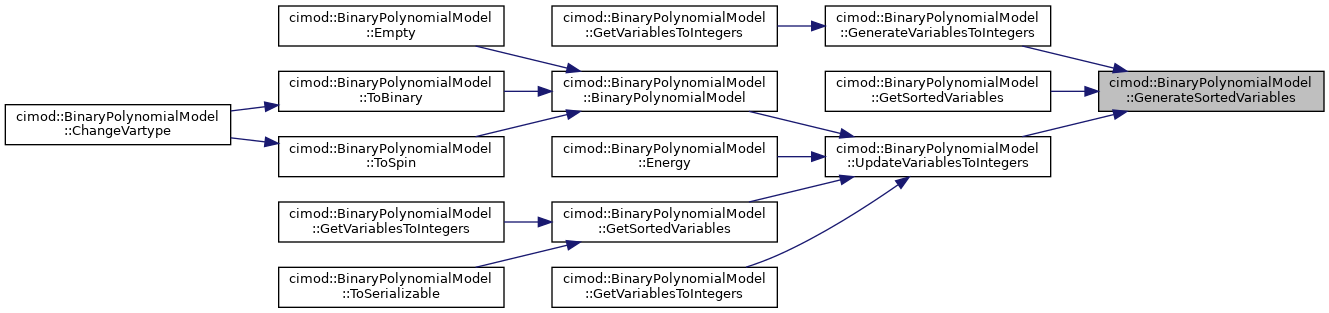 cimod::BinaryPolynomialModel
::Empty
cimod::BinaryPolynomialModel
::GetVariablesToIntegers
cimod::BinaryPolynomialModel
::GenerateVariablesToIntegers
cimod::BinaryPolynomialModel
::ToBinary
cimod::BinaryPolynomialModel
::BinaryPolynomialModel
cimod::BinaryPolynomialModel
::GetSortedVariables
cimod::BinaryPolynomialModel
::GenerateSortedVariables
cimod::BinaryPolynomialModel
::ChangeVartype
cimod::BinaryPolynomialModel
::ToSpin
cimod::BinaryPolynomialModel
::Energy
cimod::BinaryPolynomialModel
::UpdateVariablesToIntegers
cimod::BinaryPolynomialModel
::GetVariablesToIntegers
cimod::BinaryPolynomialModel
::GetSortedVariables
cimod::BinaryPolynomialModel
::ToSerializable
cimod::BinaryPolynomialModel
::GetVariablesToIntegers